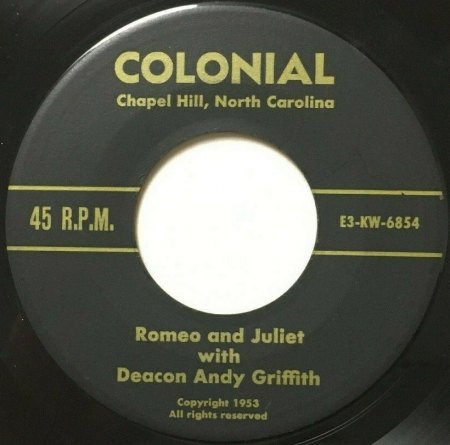 COLONIAL
Chapel Hill, North Carolina
45 R.P.M.
E3-KW-6854
Romeo and Juliet
with
Deacon Andy Griffith
Copyright 1953
All rights reserved